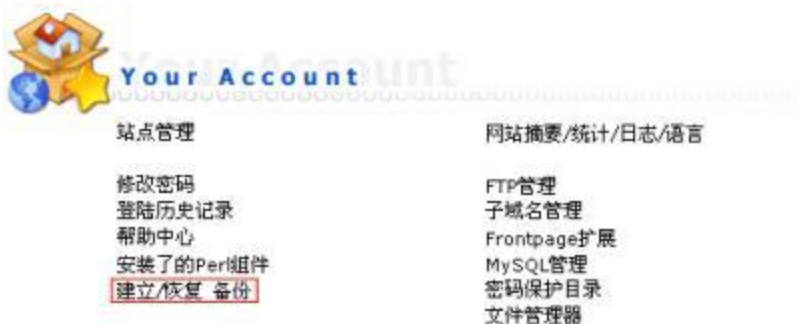 Your Account
站点管理
网站摘要/统计/日志/语言
修改密码
登陆历史记录
帮助中心
安装了的Perl组件
建立/恢复 备份
FTP管理
子域名管理
Frontpage扩展
MySQL管理
密码保护目录
文件管理器